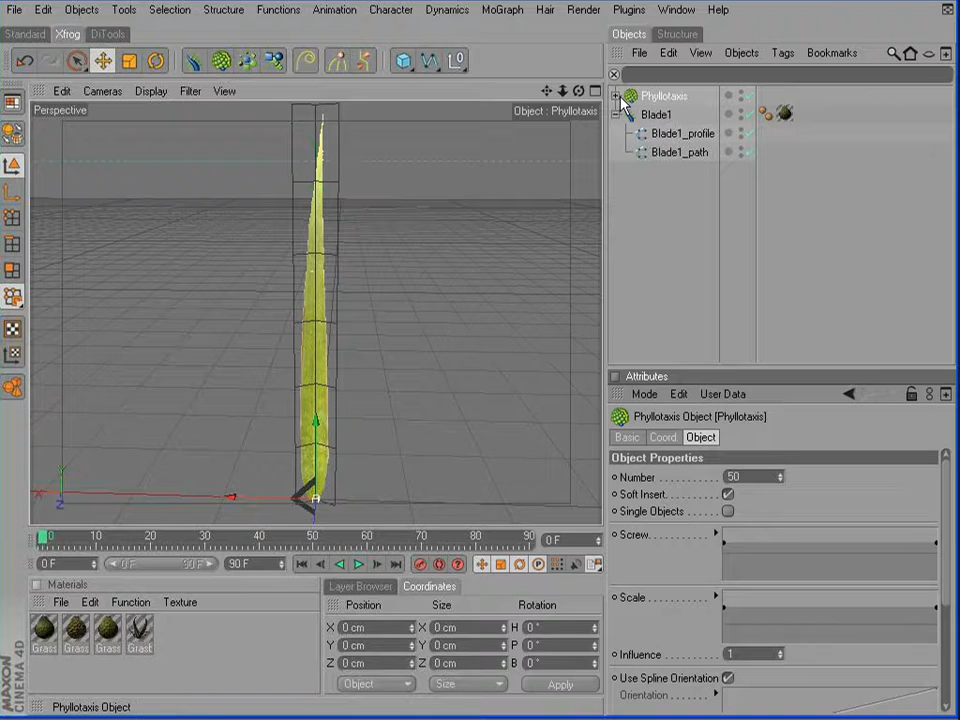 File Edit Objects Tools Selection Structure Functions Animation Character Dynamics MoGraph Hair Render Plugins Window Help
Standard Xfrog DiTools
Objects Structure
File Edit View Objects Tags Bookmarks
Edit Cameras Display Filter View
Perspective
Object : Phyllotaxis
Phyllotaxis
Blade1
Blade1_profile
Blade1_path
Attributes
Mode Edit User Data
Phyllotaxis Object [Phyllotaxis]
Basic Coord. Object
Object Properties
Number 50
Soft Insert.
Single Objects
Screw.
Scale
Influence 1
Use Spline Orientation
Orientation
X Y Z
0 10 20 30 40 50 60 70 80 90 0 F
0 F 0 F 90 F 90 F
Materials
File Edit Function Texture
Grass Grass Grass
Layer Browser Coordinates
Position Size Rotation
X 0 cm X 0 cm H 0 °
Y 0 cm Y 0 cm P 0 °
Z 0 cm Z 0 cm B 0 °
Object Size Apply
MAXON
CINEMA 4D
Phyllotaxis Object